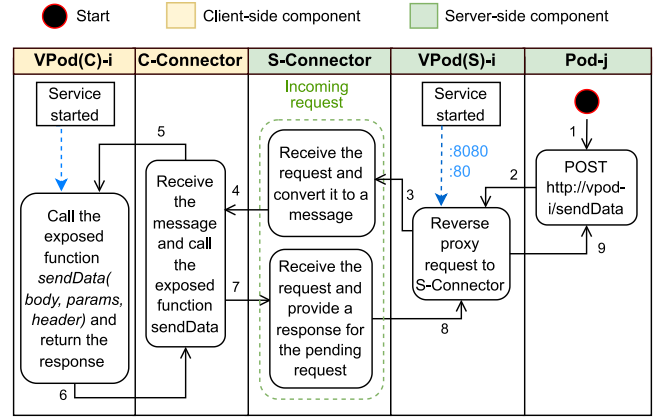 Start
Client-side component
Server-side component
VPod(C)-i
C-Connector
S-Connector
VPod(S)-i
Pod-j
Service
started
Incoming
request
Service
started
:8080
:80
1
2
3
4
5
6
7
8
9
POST
http://vpod-
i/sendData
Reverse
proxy
request to
S-Connector
Receive the
request and
convert it to a
message
Receive
the
message
and call
the
exposed
function
sendData
Call the
exposed
function
sendData(
body, params,
header) and
return the
response
Receive the
request and
provide a
response for
the pending
request